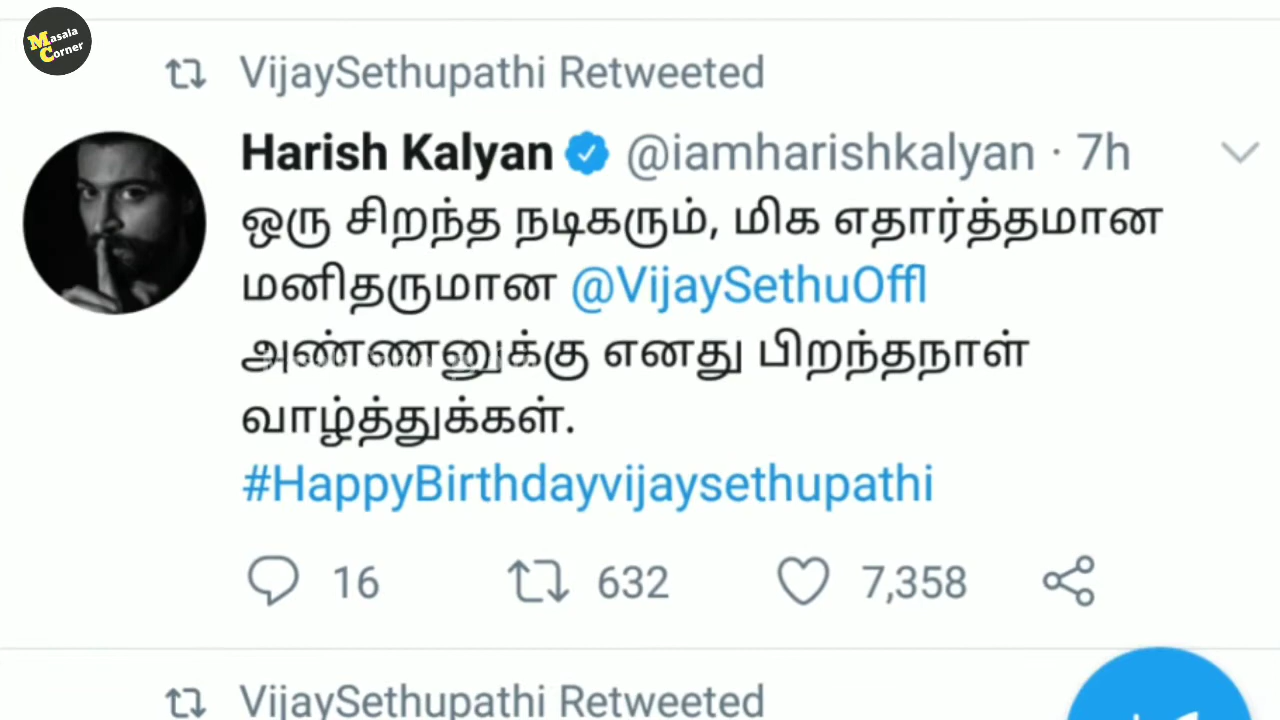 Masala
Corner
VijaySethupathi Retweeted
Harish Kalyan @iamharishkalyan · 7h
ஒரு சிறந்த நடிகரும், மிக எதார்த்தமான
மனிதருமான @VijaySethuOffl
அண்ணனுக்கு எனது பிறந்தநாள்
வாழ்த்துக்கள்.
#HappyBirthdayvijaysethupathi
16 632 7,358
VijaySethupathi Retweeted